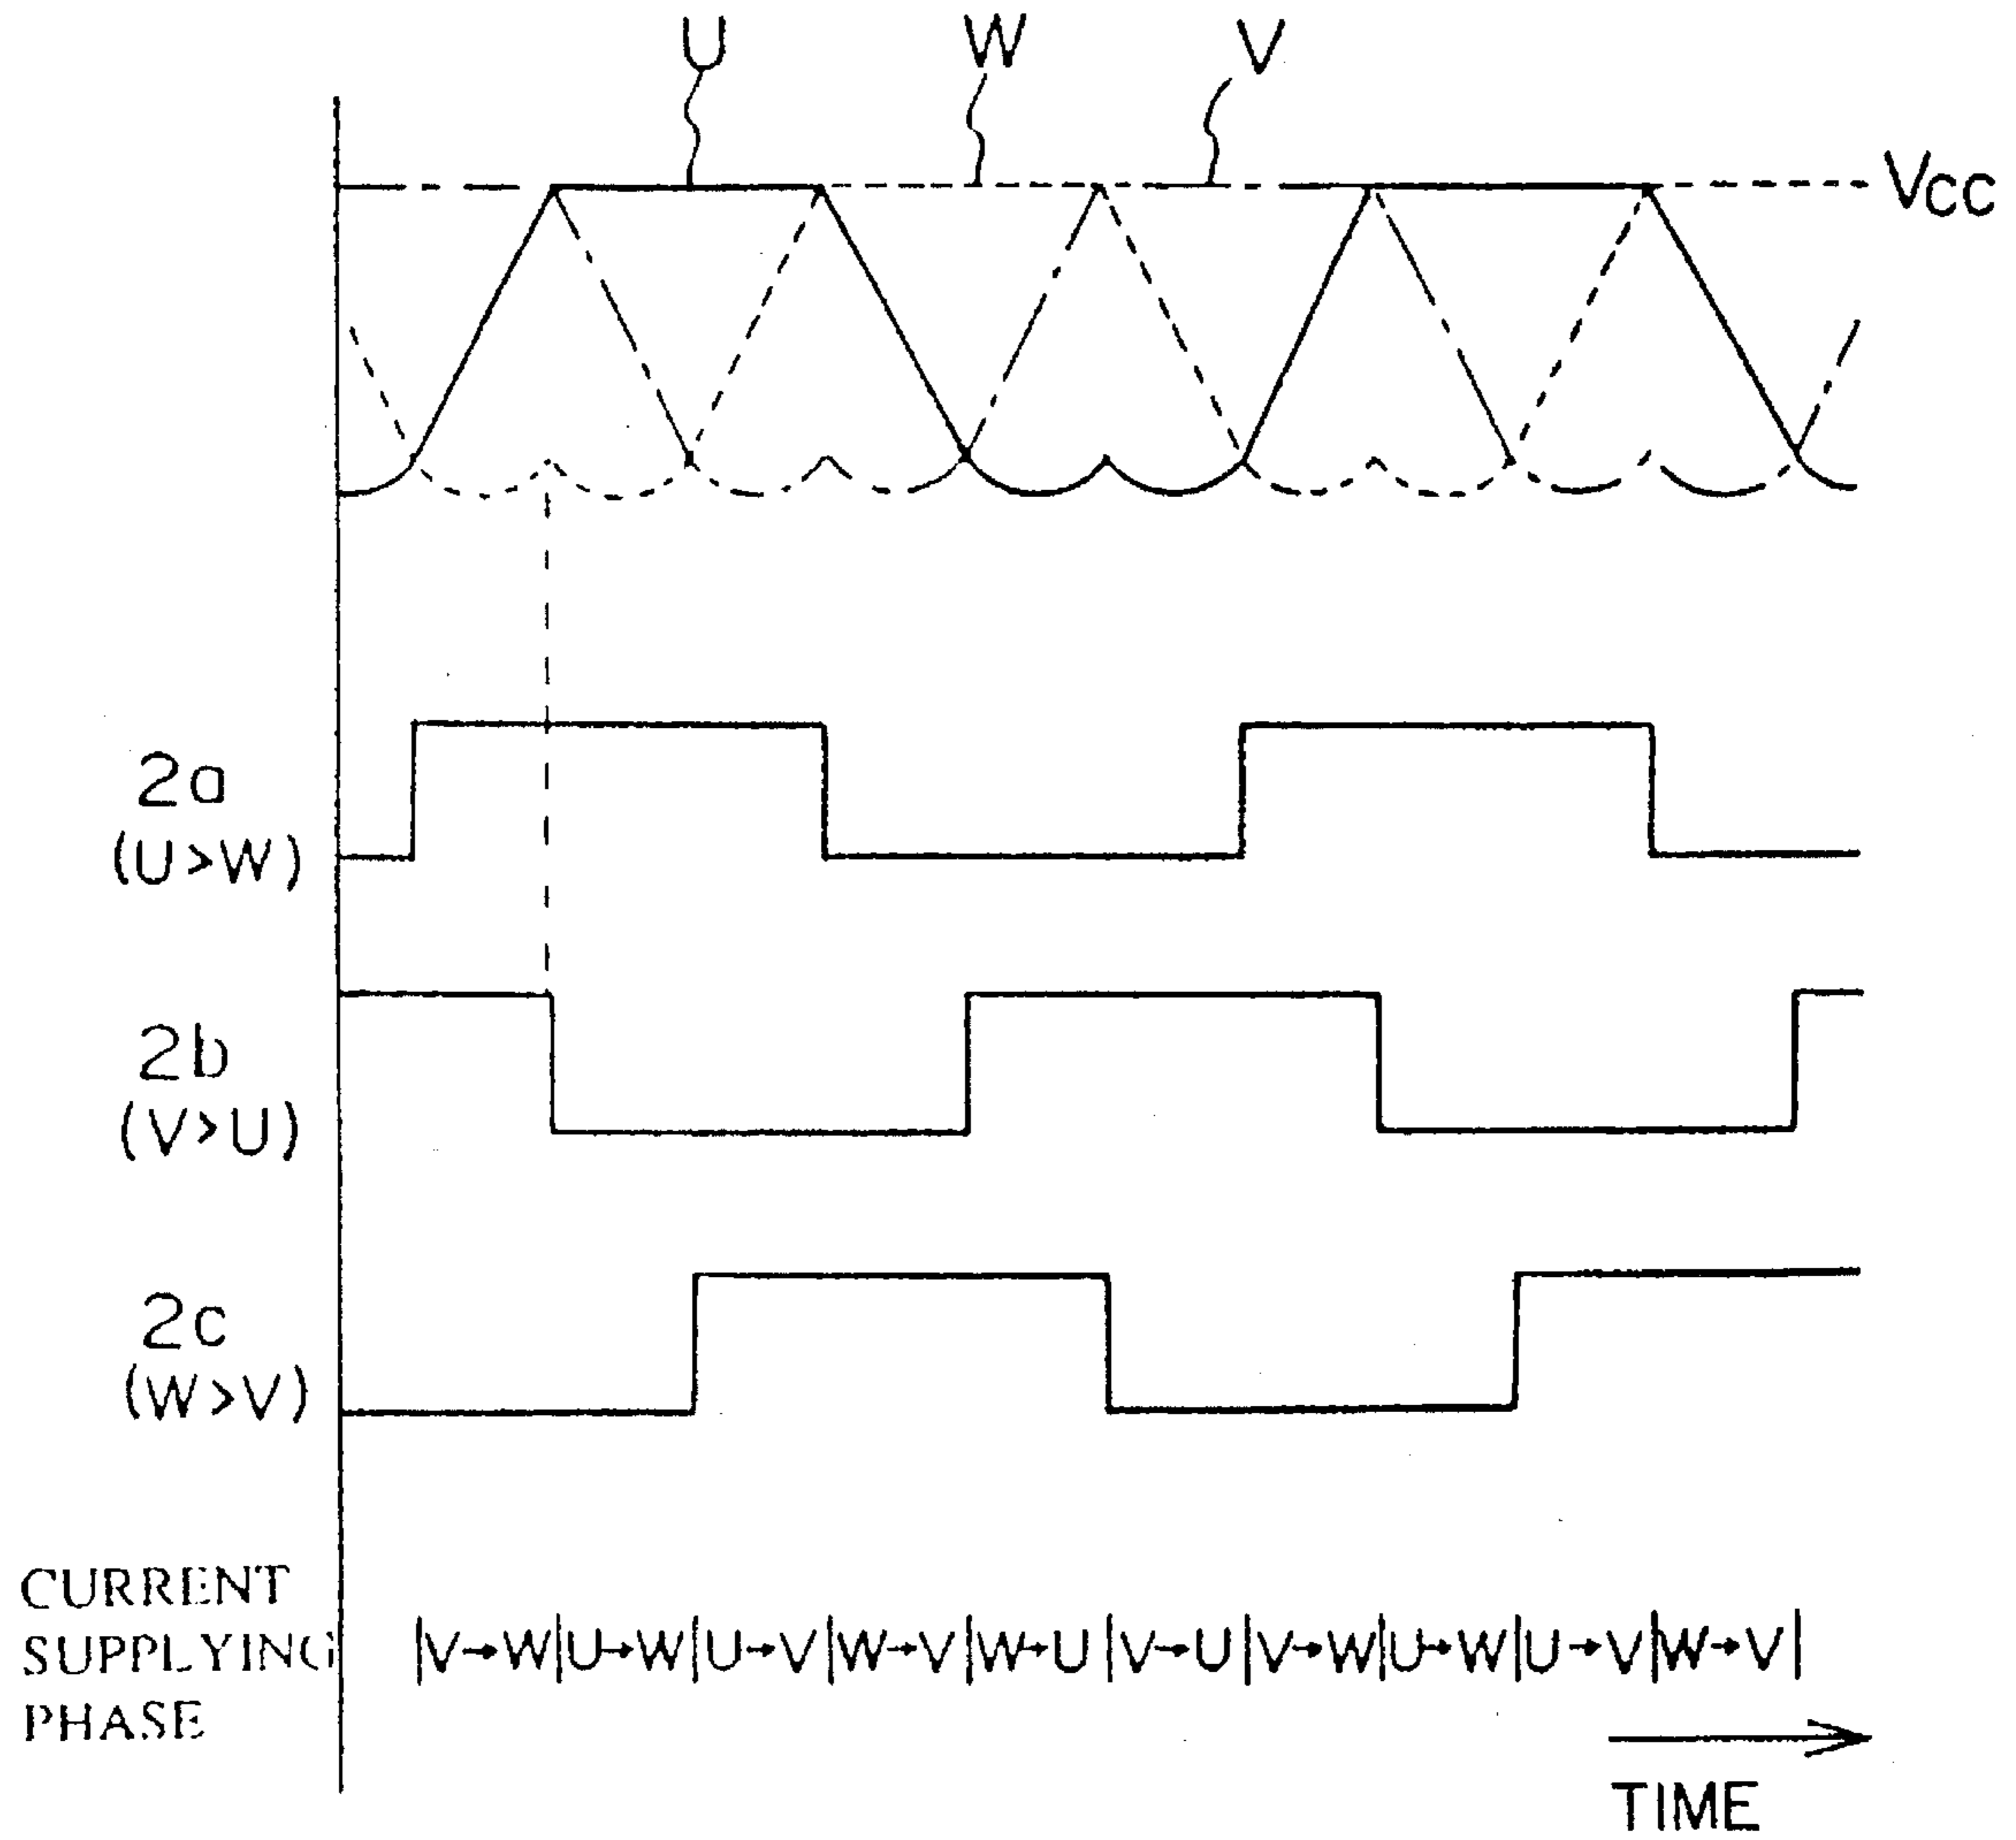 U W V
Vcc
2a
(U>W)
2b
(V>U)
2c
(W>V)
CURRENT
SUPPLYING
PHASE
|V→W|U→W|U→V|W→V|W→U|V→U|V→W|U→W|U→V|W→V|
TIME